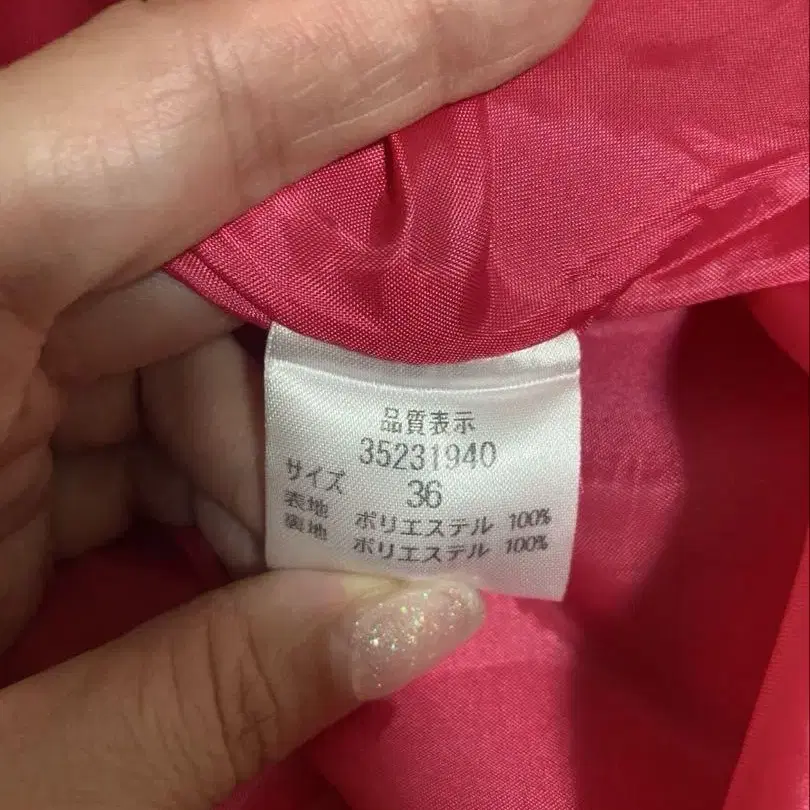 品質表示
35231940
サイズ 36
表地 ポリエステル 100%
裏地 ポリエステル 100%